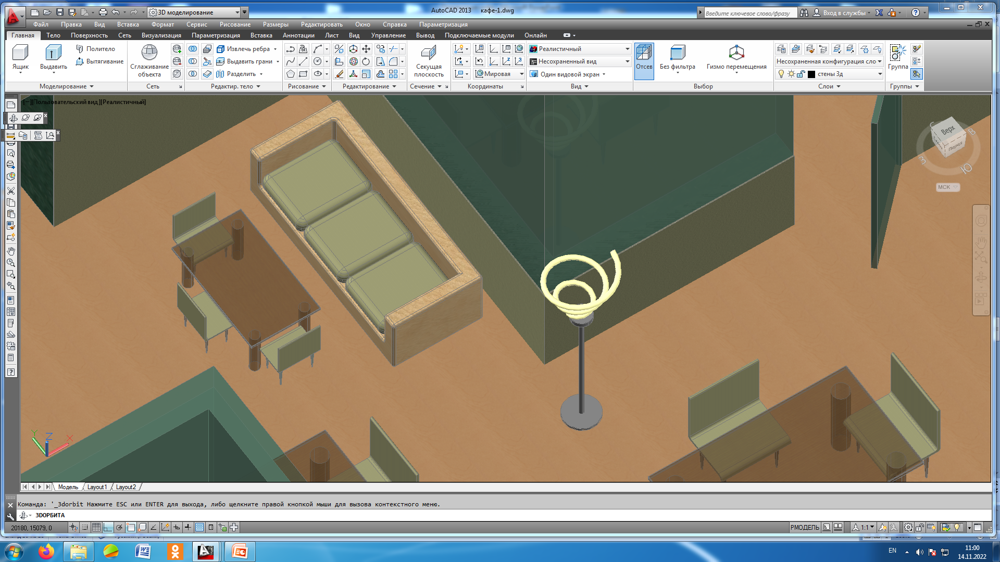 3D моделирование
AutoCAD 2013 кафе-1.dwg
Введите ключевое слово/фразу
Вход в службы
Файл Правка Вид Вставка Формат Сервис Рисование Размеры Редактировать Окно Справка Параметризация
Главная Тело Поверхность Сеть Визуализация Параметризация Вставка Аннотации Лист Вид Управление Вывод Подключаемые модули Онлайн
Ящик
Выдавить
Политело
Вытягивание
Моделирование
Сглаживание объекта
Сеть
Извлечь ребра
Выдавить грани
Разделить
Редактир. тело
Рисование
Редактирование
Секущая плоскость
Сечение
Мировая
Координаты
Реалистичный
Несохраненный вид
Один видовой экран
Вид
Отсев
Без фильтра
Гизмо перемещения
Выбор
Несохраненная конфигурация сло
стены 3д
Слои
Группа
Группы
[−][Пользовательский вид][Реалистичный]
Верх
Перед
В
З
Ю
МСК
Y
Z
X
Модель Layout1 Layout2
Команда: '_3dorbit Нажмите ESC или ENTER для выхода, либо щелкните правой кнопкой мыши для вызова контекстного меню.
3DОРБИТА
20180, 15079, 0
РМОДЕЛЬ
1:1
EN
11:00
14.11.2022